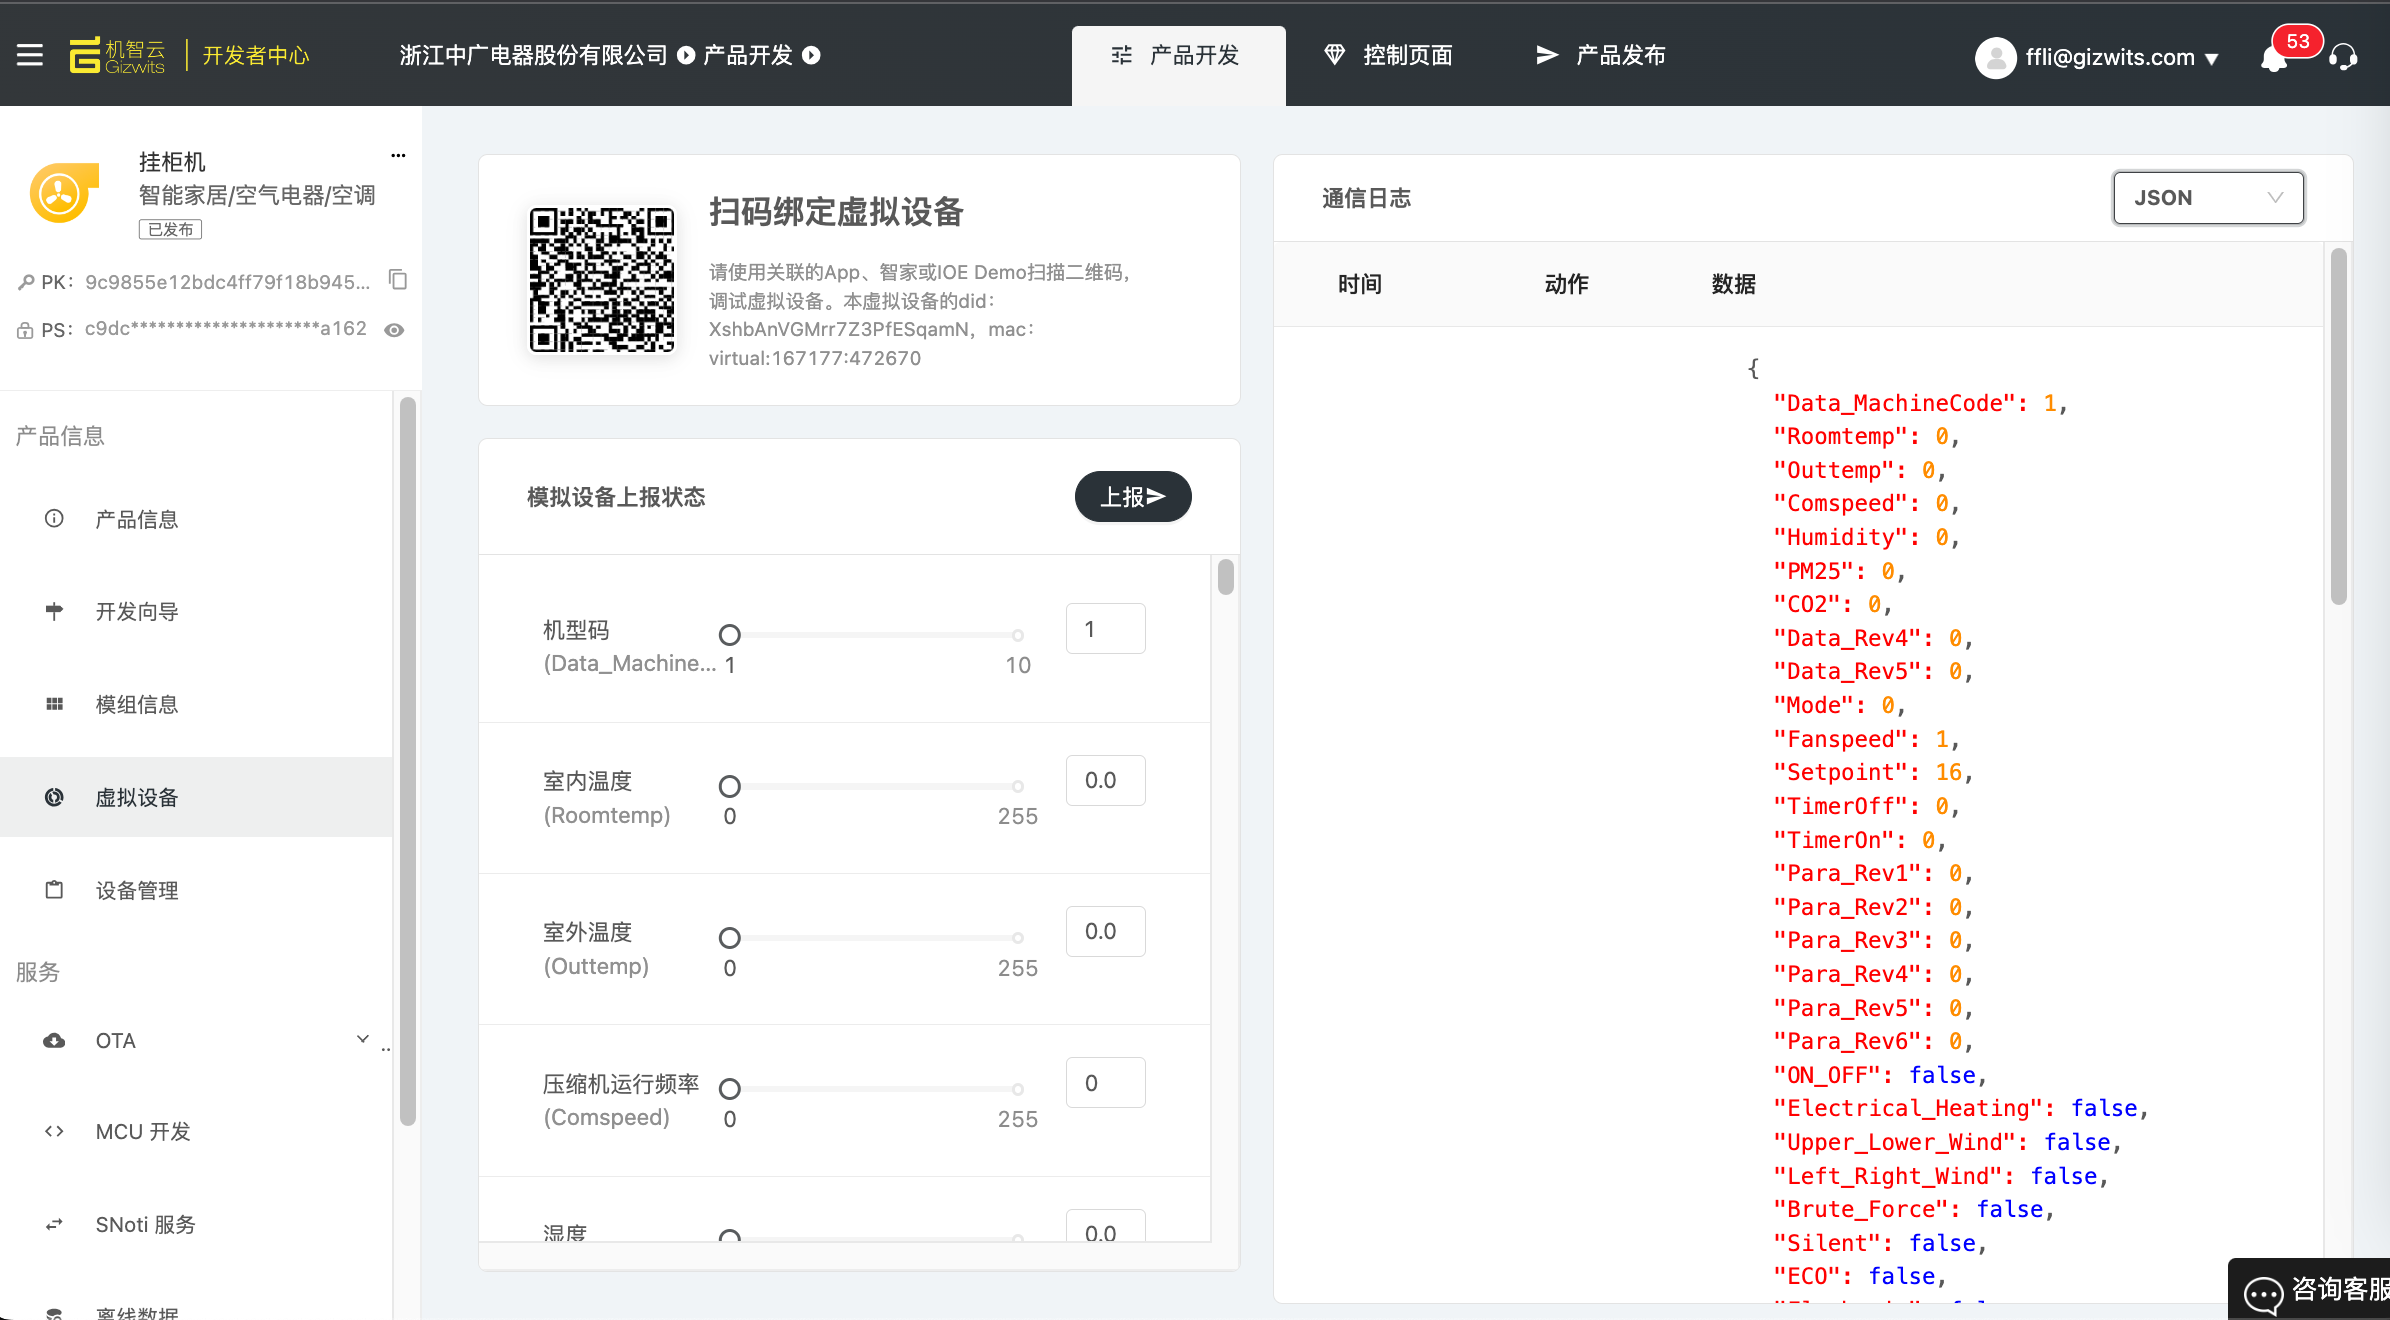 机智云
Gizwits
开发者中心
浙江中广电器股份有限公司
产品开发
产品开发
控制页面
产品发布
ffli@gizwits.com
53
挂柜机
智能家居/空气电器/空调
已发布
PK：9c9855e12bdc4ff79f18b945...
PS：c9dc*********************a162
产品信息
产品信息
开发向导
模组信息
虚拟设备
设备管理
服务
OTA
..
MCU 开发
SNoti 服务
离线数据
扫码绑定虚拟设备
请使用关联的App、智家或IOE Demo扫描二维码，
调试虚拟设备。本虚拟设备的did：
XshbAnVGMrr7Z3PfESqamN，mac：
virtual:167177:472670
模拟设备上报状态
上报
机型码
(Data_Machine...
1
10
1
室内温度
(Roomtemp)
0
255
0.0
室外温度
(Outtemp)
0
255
0.0
压缩机运行频率
(Comspeed)
0
255
0
湿度
0.0
通信日志
JSON
时间
动作
数据
{
"Data_MachineCode": 1,
"Roomtemp": 0,
"Outtemp": 0,
"Comspeed": 0,
"Humidity": 0,
"PM25": 0,
"CO2": 0,
"Data_Rev4": 0,
"Data_Rev5": 0,
"Mode": 0,
"Fanspeed": 1,
"Setpoint": 16,
"TimerOff": 0,
"TimerOn": 0,
"Para_Rev1": 0,
"Para_Rev2": 0,
"Para_Rev3": 0,
"Para_Rev4": 0,
"Para_Rev5": 0,
"Para_Rev6": 0,
"ON_OFF": false,
"Electrical_Heating": false,
"Upper_Lower_Wind": false,
"Left_Right_Wind": false,
"Brute_Force": false,
"Silent": false,
"ECO": false,
咨询客服